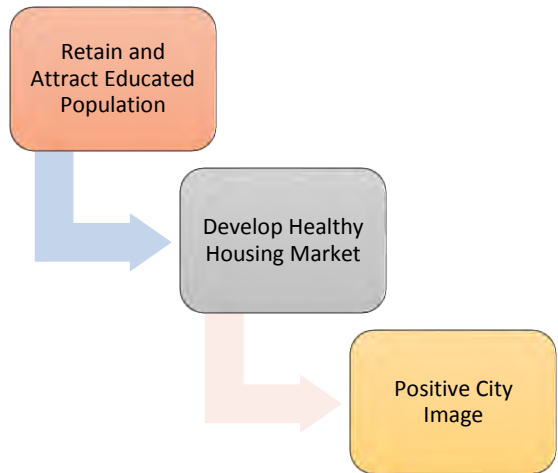 Retain and
Attract Educated
Population
Develop Healthy
Housing Market
Positive City
Image